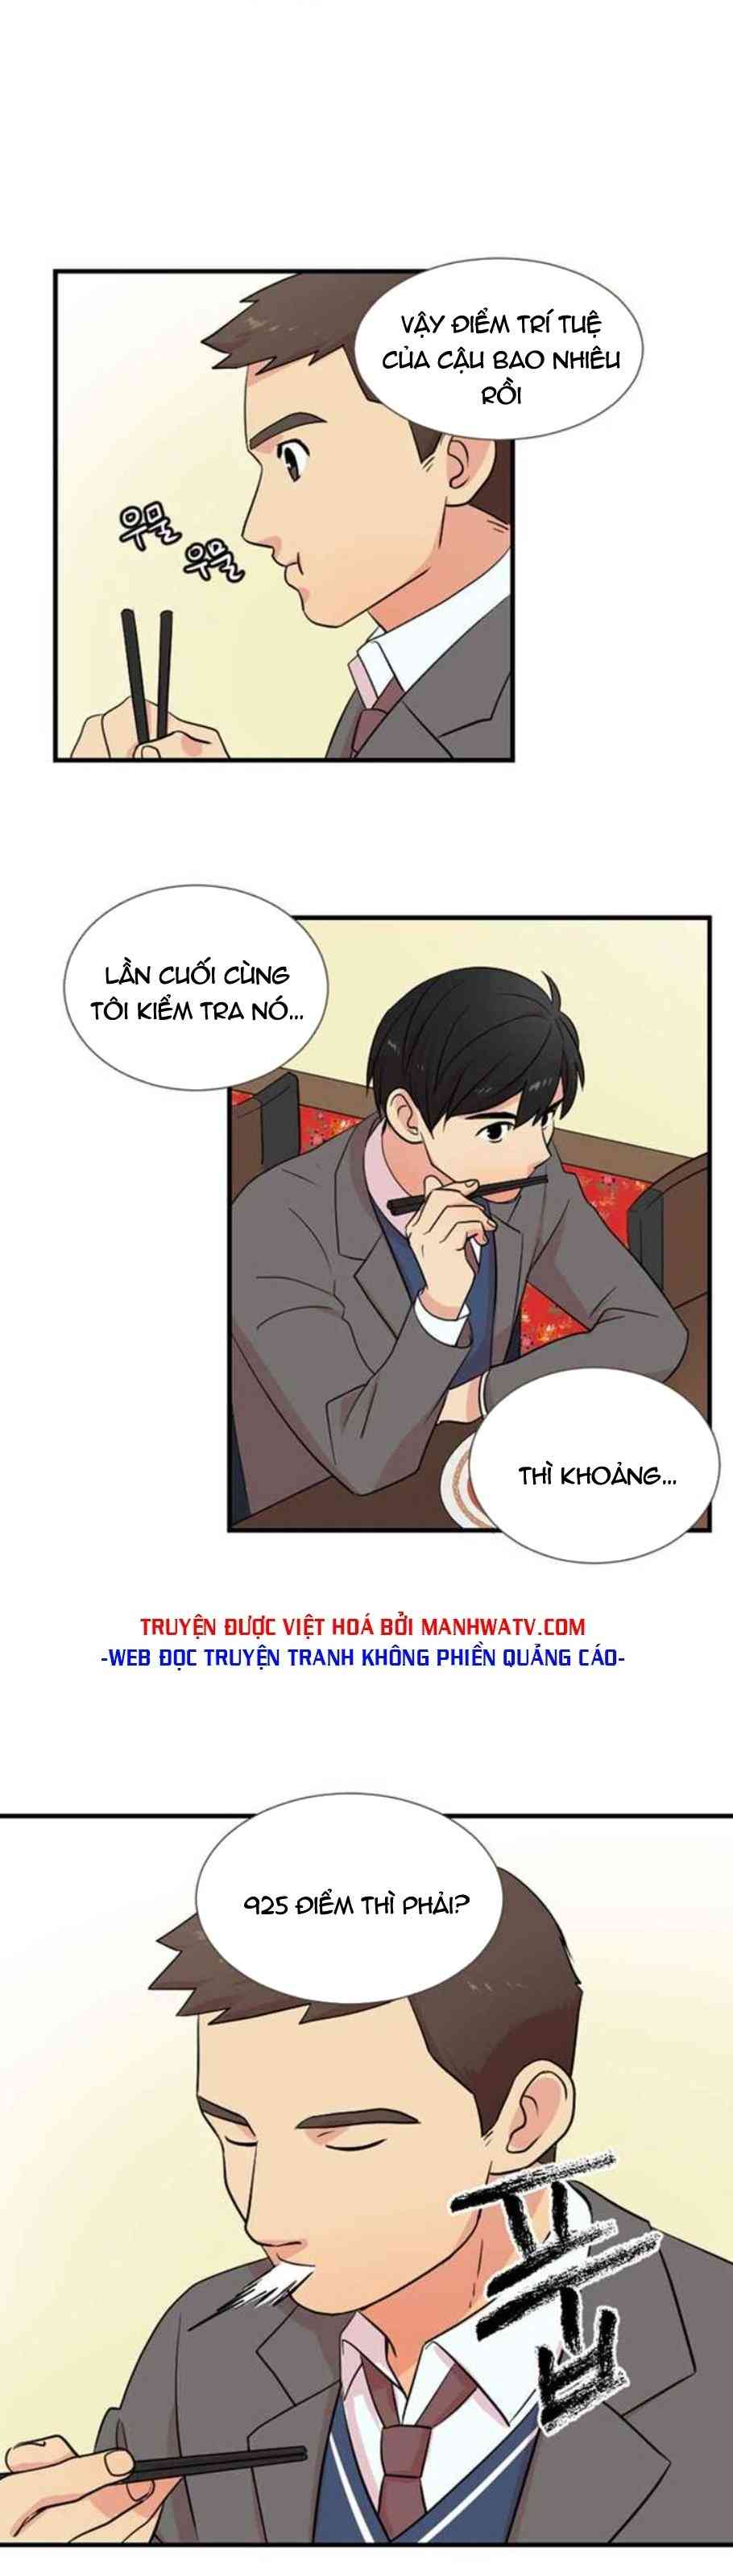 VẬY ĐIỂM TRÍ TUỆ
CỦA CẬU BAO NHIÊU
RỒI
우물
우물
LẦN CUỐI CÙNG
TÔI KIỂM TRA NÓ...
THÌ KHOẢNG...
TRUYỆN ĐƯỢC VIỆT HOÁ BỞI MANHWATV.COM
-WEB ĐỌC TRUYỆN TRANH KHÔNG PHIỀN QUẢNG CÁO-
925 ĐIỂM THÌ PHẢI?
풉